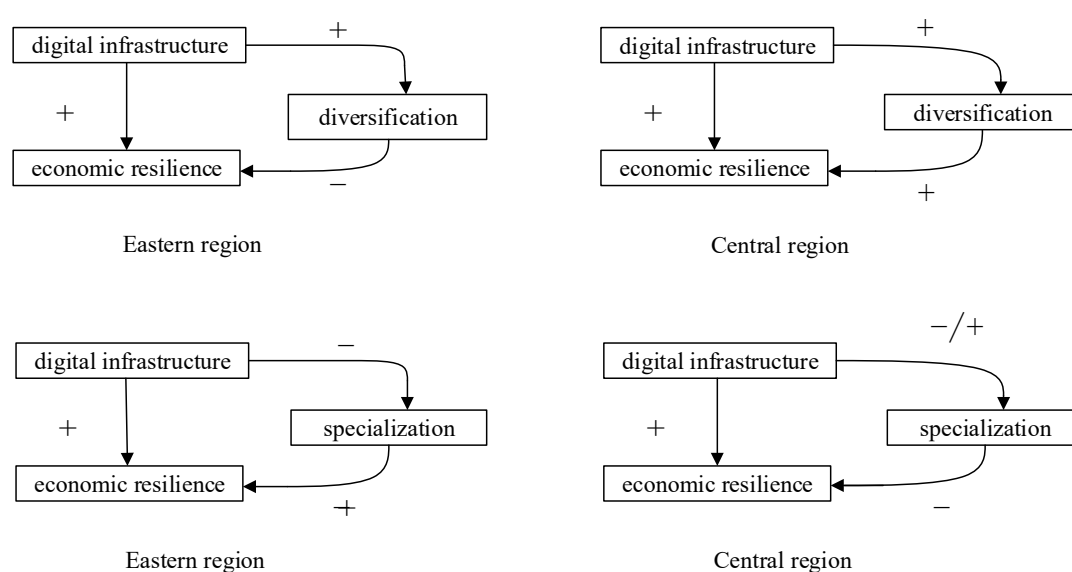 digital infrastructure
+
+
diversification
economic resilience
−
Eastern region
digital infrastructure
+
+
diversification
economic resilience
+
Central region
digital infrastructure
−
+
specialization
economic resilience
+
Eastern region
digital infrastructure
−/+
+
specialization
economic resilience
−
Central region